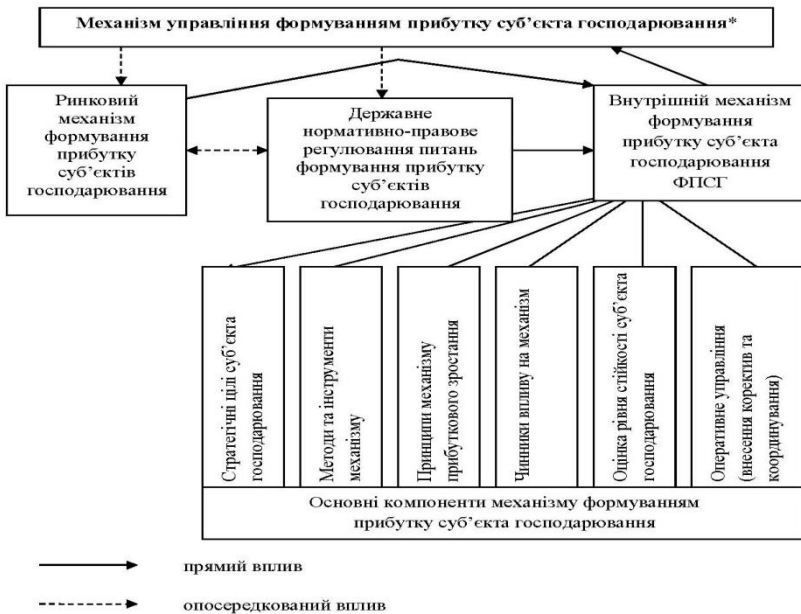 Механізм управління формуванням прибутку суб’єкта господарювання*
Ринковий
механізм
формування
прибутку
суб’єктів
господарювання
Державне
нормативно-правове
регулювання питань
формування прибутку
суб’єктів
господарювання
Внутрішній механізм
формування
прибутку суб’єкта
господарювання
ФПСГ
Стратегічні цілі суб’єкта
господарювання
Методи та інструменти
механізму
Принципи механізму
прибуткового зростання
Чинники впливу на механізм
Оцінка рівня стійкості суб’єкта
господарювання
Оперативне управління
(внесення коректив та
координування)
Основні компоненти механізму формуванням
прибутку суб’єкта господарювання
прямий вплив
опосередкований вплив